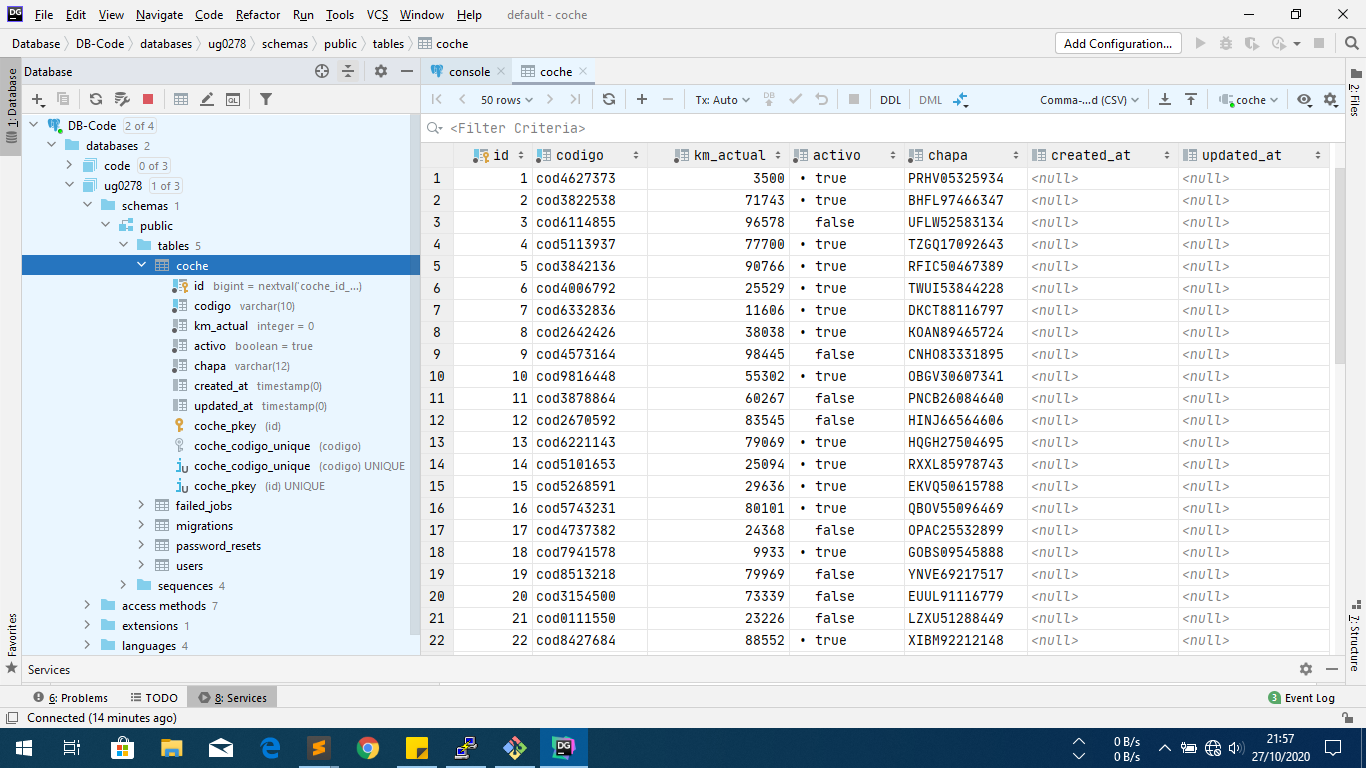 DG File Edit View Navigate Code Refactor Run Tools VCS Window Help default - coche
Database DB-Code databases ug0278 schemas public tables coche Add Configuration...
1: Database
Favorites
Database
DB-Code 2 of 4
databases 2
code 0 of 3
ug0278 1 of 3
schemas 1
public
tables 5
coche
id bigint = nextval('coche_id_...)
codigo varchar(10)
km_actual integer = 0
activo boolean = true
chapa varchar(12)
created_at timestamp(0)
updated_at timestamp(0)
coche_pkey (id)
coche_codigo_unique (codigo)
coche_codigo_unique (codigo) UNIQUE
coche_pkey (id) UNIQUE
failed_jobs
migrations
password_resets
users
sequences 4
access methods 7
extensions 1
languages 4
console coche
50 rows Tx: Auto DB DDL DML Comma-...d (CSV) coche
<Filter Criteria>
id codigo km_actual activo chapa created_at updated_at
1 1 cod4627373 3500 • true PRHV05325934 <null> <null>
2 2 cod3822538 71743 • true BHFL97466347 <null> <null>
3 3 cod6114855 96578 false UFLW52583134 <null> <null>
4 4 cod5113937 77700 • true TZGQ17092643 <null> <null>
5 5 cod3842136 90766 • true RFIC50467389 <null> <null>
6 6 cod4006792 25529 • true TWUI53844228 <null> <null>
7 7 cod6332836 11606 • true DKCT88116797 <null> <null>
8 8 cod2642426 38038 • true KOAN89465724 <null> <null>
9 9 cod4573164 98445 false CNHO83331895 <null> <null>
10 10 cod9816448 55302 • true OBGV30607341 <null> <null>
11 11 cod3878864 60267 false PNCB26084640 <null> <null>
12 12 cod2670592 83545 false HINJ66564606 <null> <null>
13 13 cod6221143 79069 • true HQGH27504695 <null> <null>
14 14 cod5101653 25094 • true RXXL85978743 <null> <null>
15 15 cod5268591 29636 • true EKVQ50615788 <null> <null>
16 16 cod5743231 80101 • true QBOV55096469 <null> <null>
17 17 cod4737382 24368 false OPAC25532899 <null> <null>
18 18 cod7941578 9933 • true GOBS09545888 <null> <null>
19 19 cod8513218 79969 false YNVE69217517 <null> <null>
20 20 cod3154500 73339 false EUUL91116779 <null> <null>
21 21 cod0111550 23226 false LZXU51288449 <null> <null>
22 22 cod8427684 88552 • true XIBM92212148 <null> <null>
2: Files
7: Structure
Services
6: Problems TODO 8: Services 3 Event Log
Connected (14 minutes ago)
DG 0 B/s 21:57
0 B/s 27/10/2020